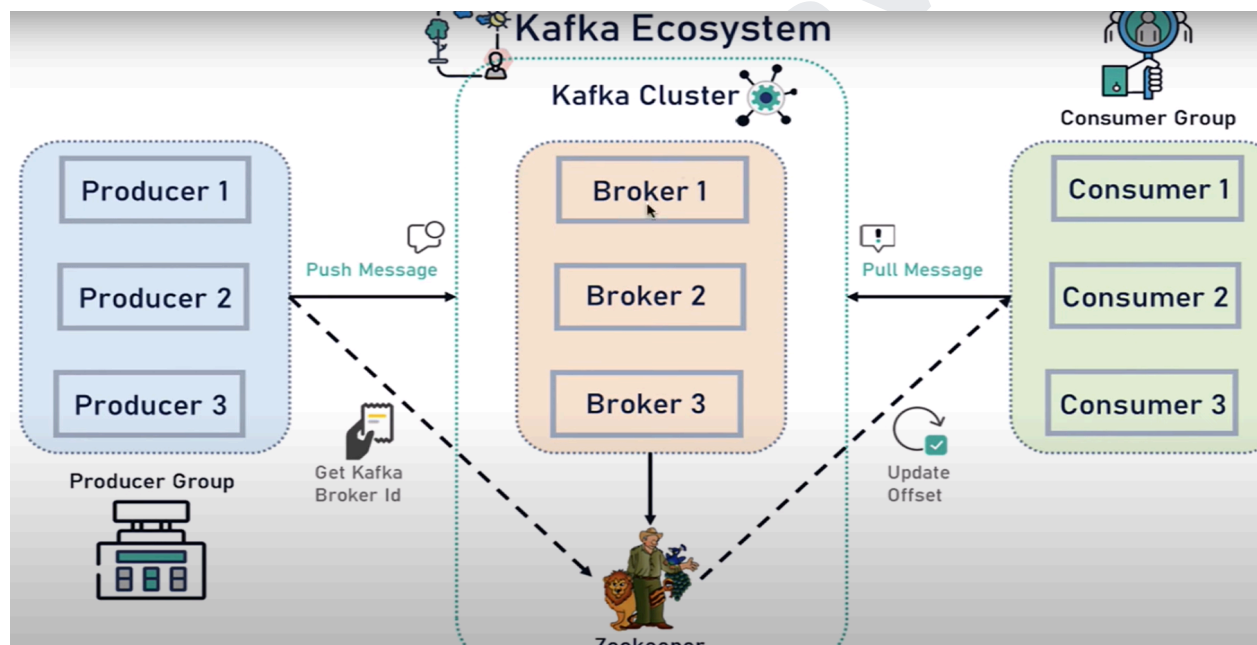 Kafka Ecosystem
Kafka Cluster
Consumer Group
Producer 1
Broker 1
Consumer 1
Push Message
Pull Message
Producer 2
Broker 2
Consumer 2
Producer 3
Broker 3
Consumer 3
Producer Group
Get Kafka
Broker Id
Update
Offset
Zookeeper